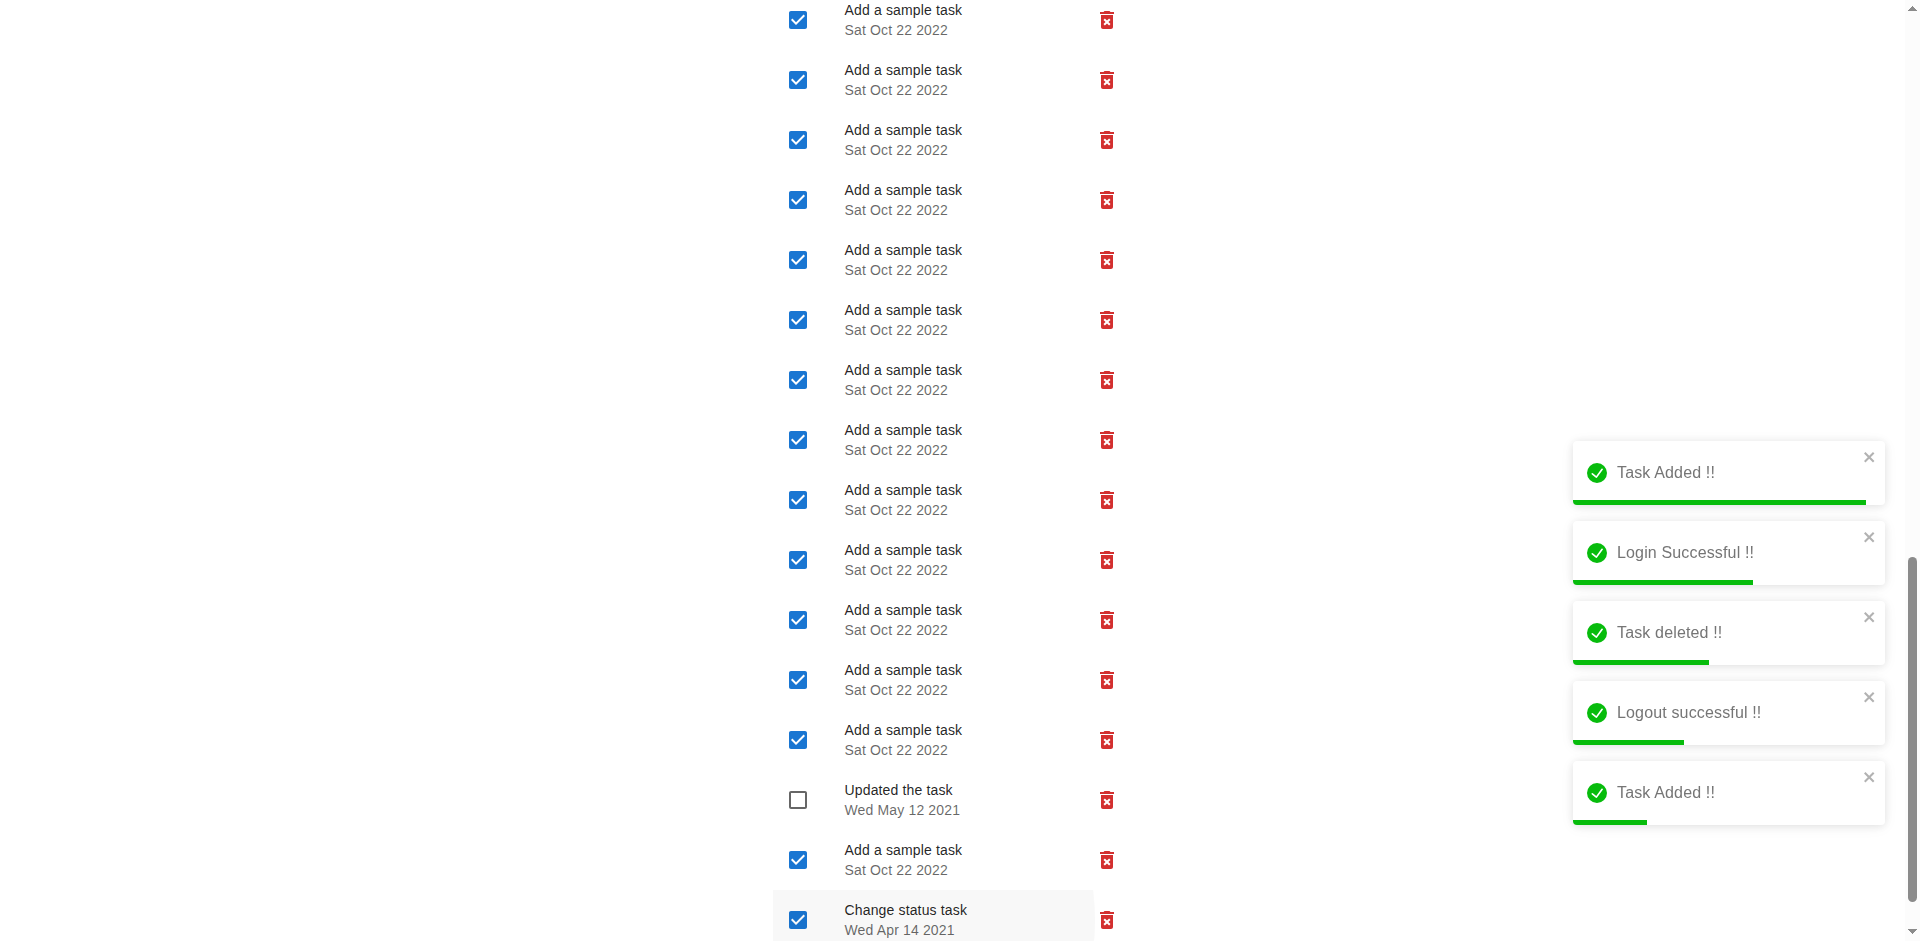 Add a sample task
Sat Oct 22 2022
Add a sample task
Sat Oct 22 2022
Add a sample task
Sat Oct 22 2022
Add a sample task
Sat Oct 22 2022
Add a sample task
Sat Oct 22 2022
Add a sample task
Sat Oct 22 2022
Add a sample task
Sat Oct 22 2022
Add a sample task
Sat Oct 22 2022
Add a sample task
Sat Oct 22 2022
Add a sample task
Sat Oct 22 2022
Add a sample task
Sat Oct 22 2022
Add a sample task
Sat Oct 22 2022
Add a sample task
Sat Oct 22 2022
Updated the task
Wed May 12 2021
Add a sample task
Sat Oct 22 2022
Change status task
Wed Apr 14 2021
Task Added !!
Login Successful !!
Task deleted !!
Logout successful !!
Task Added !!